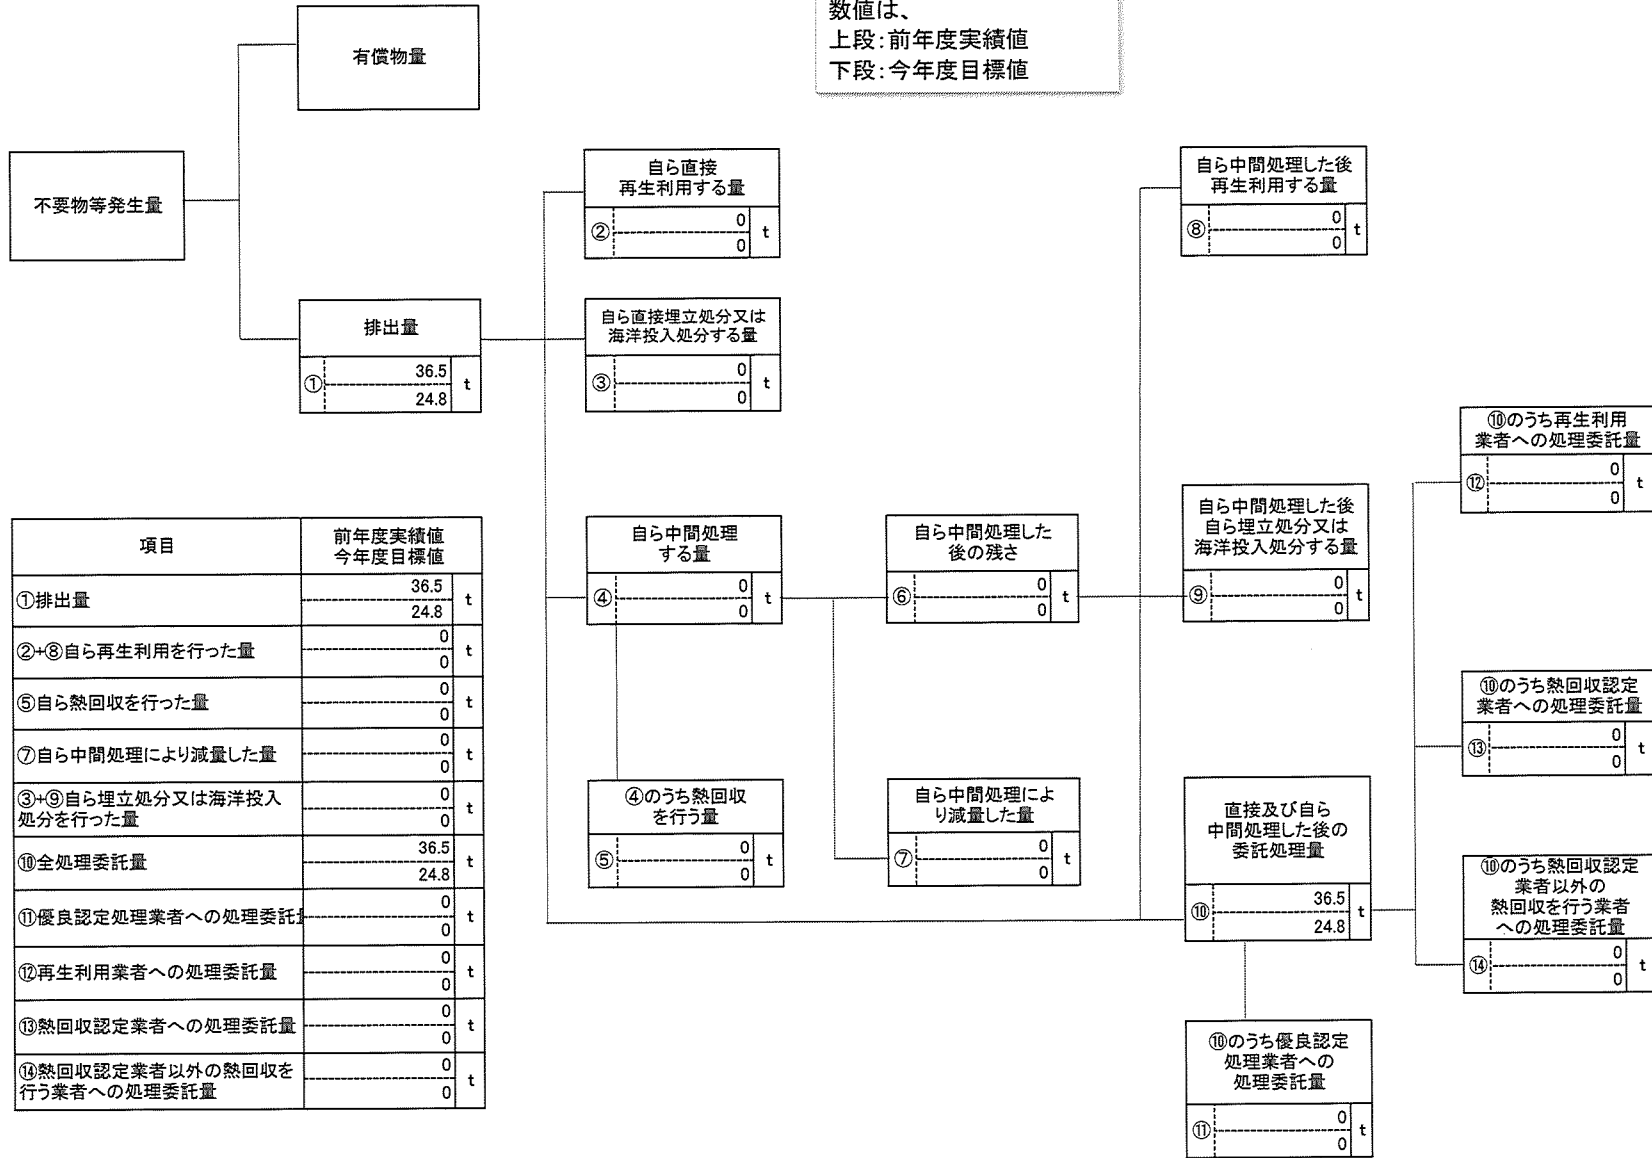 数値は、
上段:前年度実績値
下段:今年度目標値
有償物量
不要物等発生量
排出量
① 36.5 t
24.8
自ら直接
再生利用する量
② 0 t
0
自ら直接埋立処分又は
海洋投入処分する量
③ 0 t
0
自ら中間処理
する量
④ 0 t
0
④のうち熱回収
を行う量
⑤ 0 t
0
自ら中間処理した
後の残さ
⑥ 0 t
0
自ら中間処理によ
り減量した量
⑦ 0 t
0
自ら中間処理した後
再生利用する量
⑧ 0 t
0
自ら中間処理した後
自ら埋立処分又は
海洋投入処分する量
⑨ 0 t
0
直接及び自ら
中間処理した後の
委託処理量
⑩ 36.5 t
24.8
⑩のうち優良認定
処理業者への
処理委託量
⑪ 0 t
0
⑩のうち再生利用
業者への処理委託量
⑫ 0 t
0
⑩のうち熱回収認定
業者への処理委託量
⑬ 0 t
0
⑩のうち熱回収認定
業者以外の
熱回収を行う業者
への処理委託量
⑭ 0 t
0
項目 前年度実績値
今年度目標値
①排出量 36.5 t
24.8
②+⑧自ら再生利用を行った量 0 t
0
⑤自ら熱回収を行った量 0 t
0
⑦自ら中間処理により減量した量 0 t
0
③+⑨自ら埋立処分又は海洋投入
処分を行った量 0 t
0
⑩全処理委託量 36.5 t
24.8
⑪優良認定処理業者への処理委託 0 t
0
⑫再生利用業者への処理委託量 0 t
0
⑬熱回収認定業者への処理委託量 0 t
0
⑭熱回収認定業者以外の熱回収を
行う業者への処理委託量 0 t
0